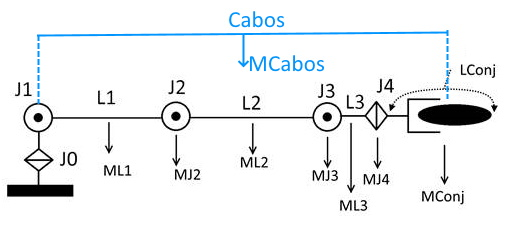 Cabos
MCabos
LConj
J1
L1
J2
L2
J3
L3
J4
J0
ML1
MJ2
ML2
MJ3
ML3
MJ4
MConj